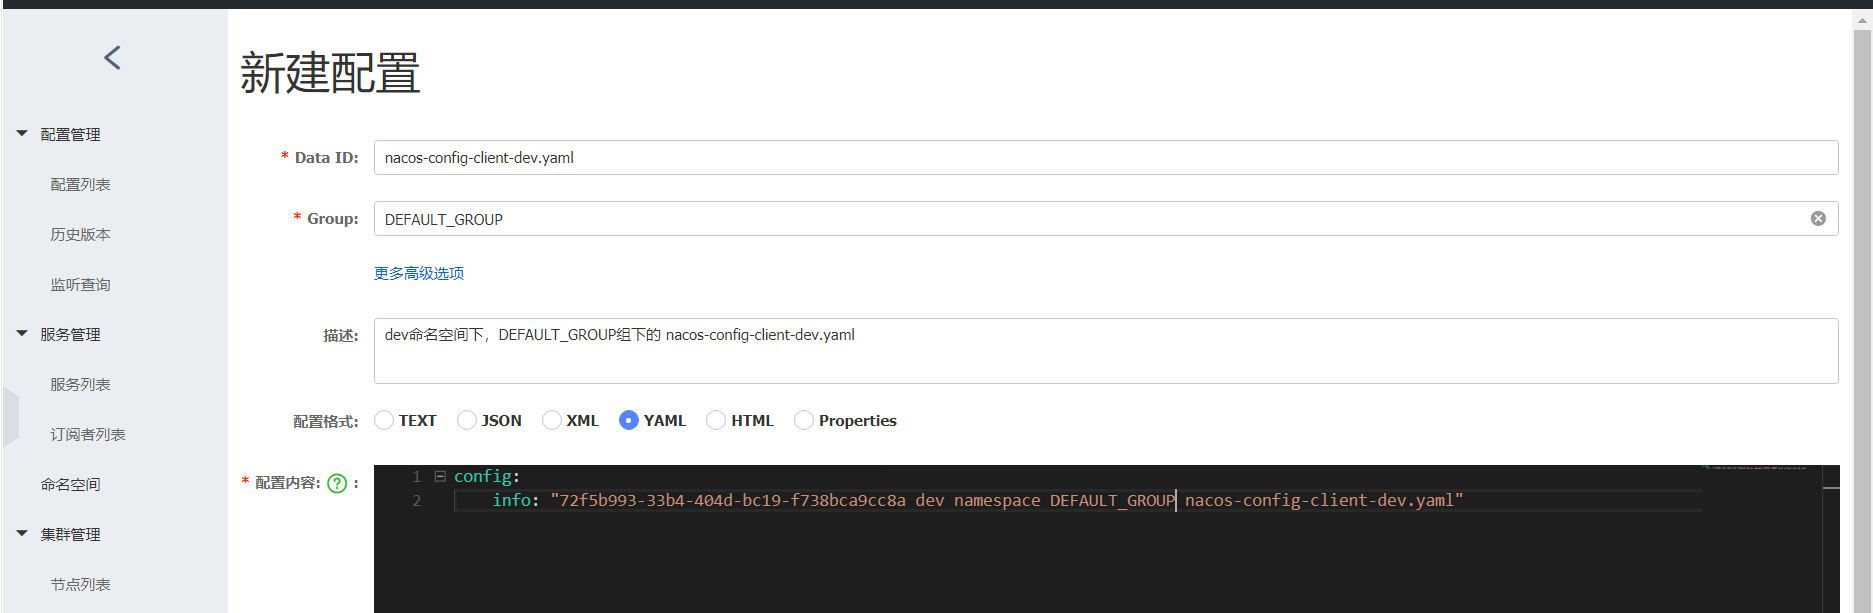 新建配置
配置管理
配置列表
历史版本
监听查询
服务管理
服务列表
订阅者列表
命名空间
集群管理
节点列表
* Data ID: nacos-config-client-dev.yaml
* Group: DEFAULT_GROUP
更多高级选项
描述: dev命名空间下，DEFAULT_GROUP组下的 nacos-config-client-dev.yaml
配置格式: TEXT JSON XML YAML HTML Properties
* 配置内容: ? :
1 config:
2 info: "72f5b993-33b4-404d-bc19-f738bca9cc8a dev namespace DEFAULT_GROUP nacos-config-client-dev.yaml"